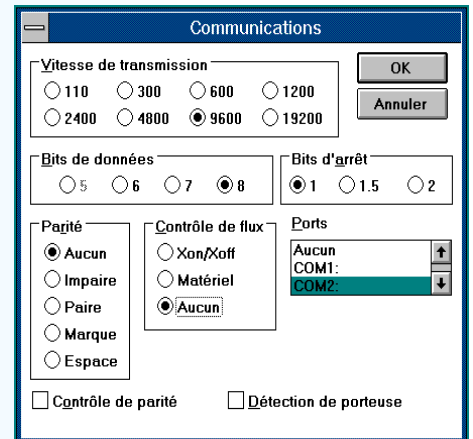 Communications
Vitesse de transmission
110 300 600 1200
2400 4800 9600 19200
OK
Annuler
Bits de données
5 6 7 8
Bits d'arrêt
1 1.5 2
Parité
Aucun
Impaire
Paire
Marque
Espace
Contrôle de flux
Xon/Xoff
Matériel
Aucun
Ports
Aucun
COM1:
COM2:
Contrôle de parité
Détection de porteuse